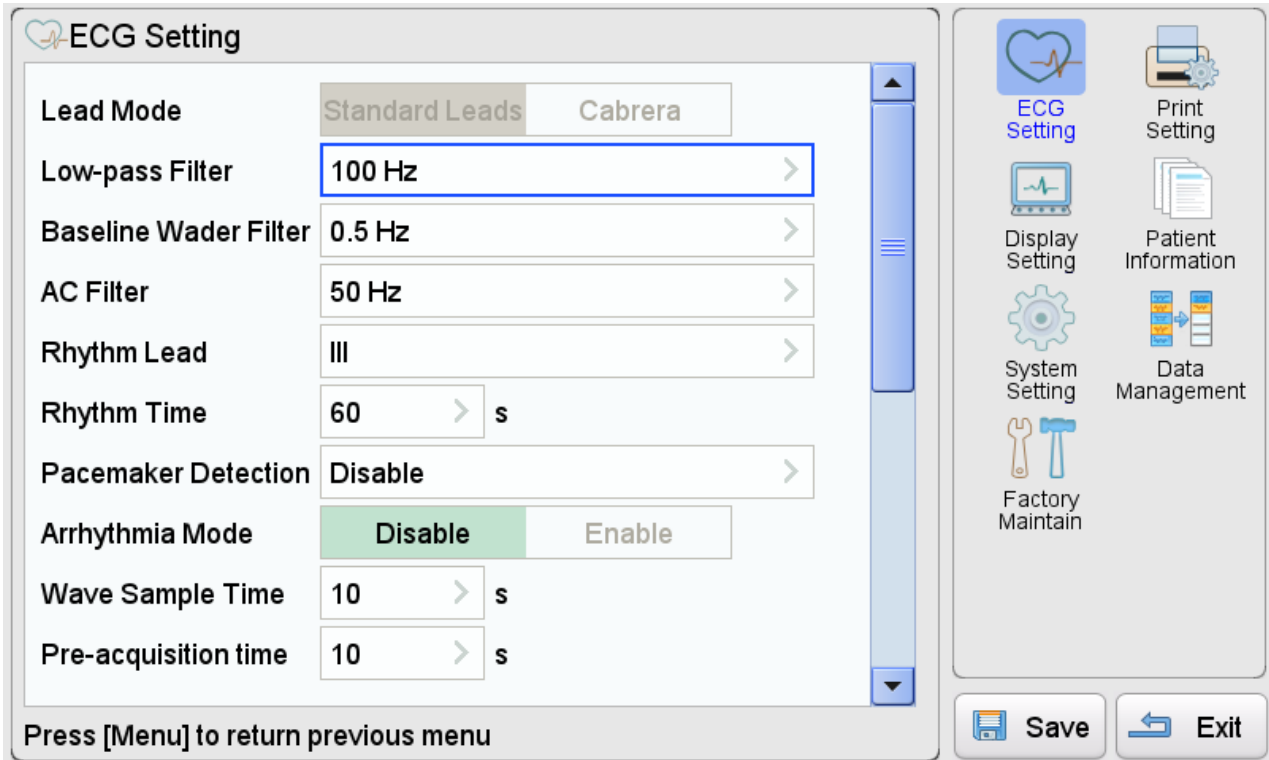 ECG Setting
Lead Mode Standard Leads Cabrera
Low-pass Filter 100 Hz
Baseline Wader Filter 0.5 Hz
AC Filter 50 Hz
Rhythm Lead III
Rhythm Time 60 s
Pacemaker Detection Disable
Arrhythmia Mode Disable Enable
Wave Sample Time 10 s
Pre-acquisition time 10 s
Press [Menu] to return previous menu
ECG
Setting
Print
Setting
Display
Setting
Patient
Information
System
Setting
Data
Management
Factory
Maintain
Save
Exit